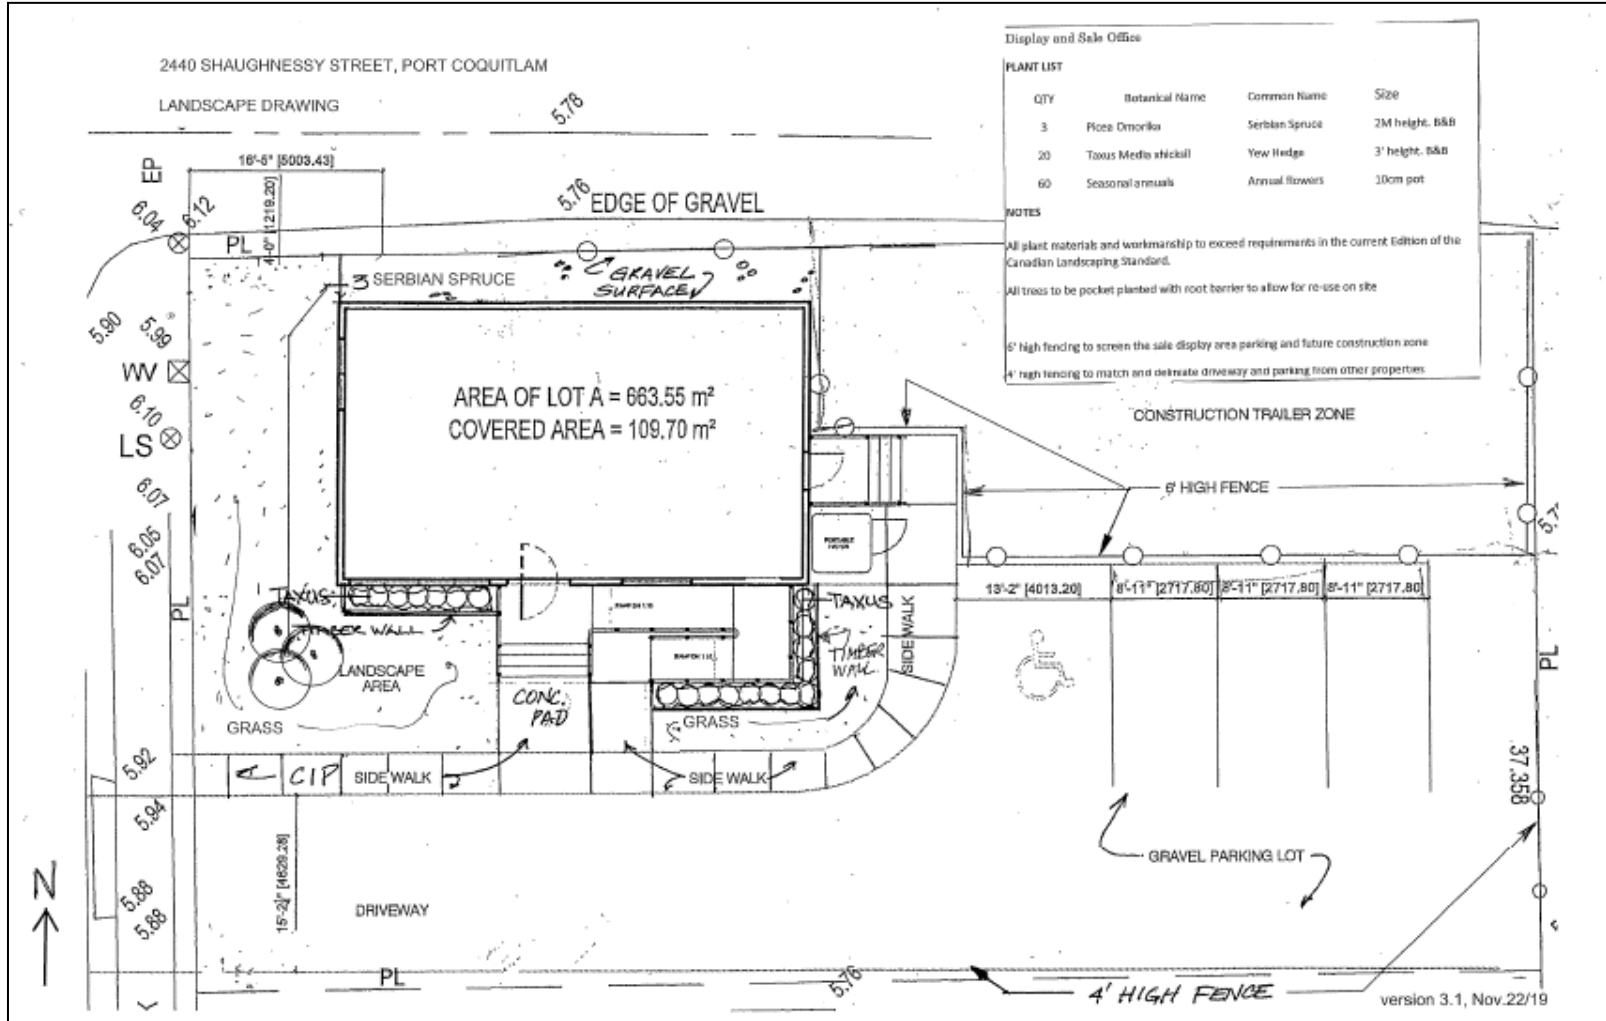 2440 SHAUGHNESSY STREET, PORT COQUITLAM
LANDSCAPE DRAWING
Display and Sale Office
PLANT LIST
QTY Botanical Name Common Name Size
3 Picea Omorika Serbian Spruce 2M height. B&B
20 Taxus Media Yew Hedge 3' height. B&B
60 Seasonal annuals Annual flowers 10cm pot
NOTES
All plant materials and workmanship to exceed requirements in the current Edition of the
Canadian Landscaping Standard.
All trees to be pocket planted with root barrier to allow for re-use on site
6' high fencing to screen the sale display area parking and future construction zone
4' high fencing to match and delineate driveway and parking from other properties
5.78
EP
16'-5" [5003.43]
4'-0" [1219.20]
5.76
EDGE OF GRAVEL
6.04
6.12
PL
3 SERBIAN SPRUCE
GRAVEL
SURFACE
5.90
5.99
WV
6.10
LS
6.07
6.05
6.07
PL
AREA OF LOT A = 663.55 m²
COVERED AREA = 109.70 m²
CONSTRUCTION TRAILER ZONE
6' HIGH FENCE
13'-2" [4013.20]
8'-11" [2717.80]
8'-11" [2717.80]
8'-11" [2717.80]
TAXUS
TIMBER WALL
LANDSCAPE
AREA
GRASS
CONC.
PAD
TAXUS
TIMBER
WALL
SIDE WALK
GRASS
PL
5.92
CIP
SIDE WALK
SIDE WALK
5.94
37.358
15'-2¼" [4629.28]
GRAVEL PARKING LOT
N
5.88
5.88
DRIVEWAY
PL
5.76
4' HIGH FENCE
version 3.1, Nov.22/19